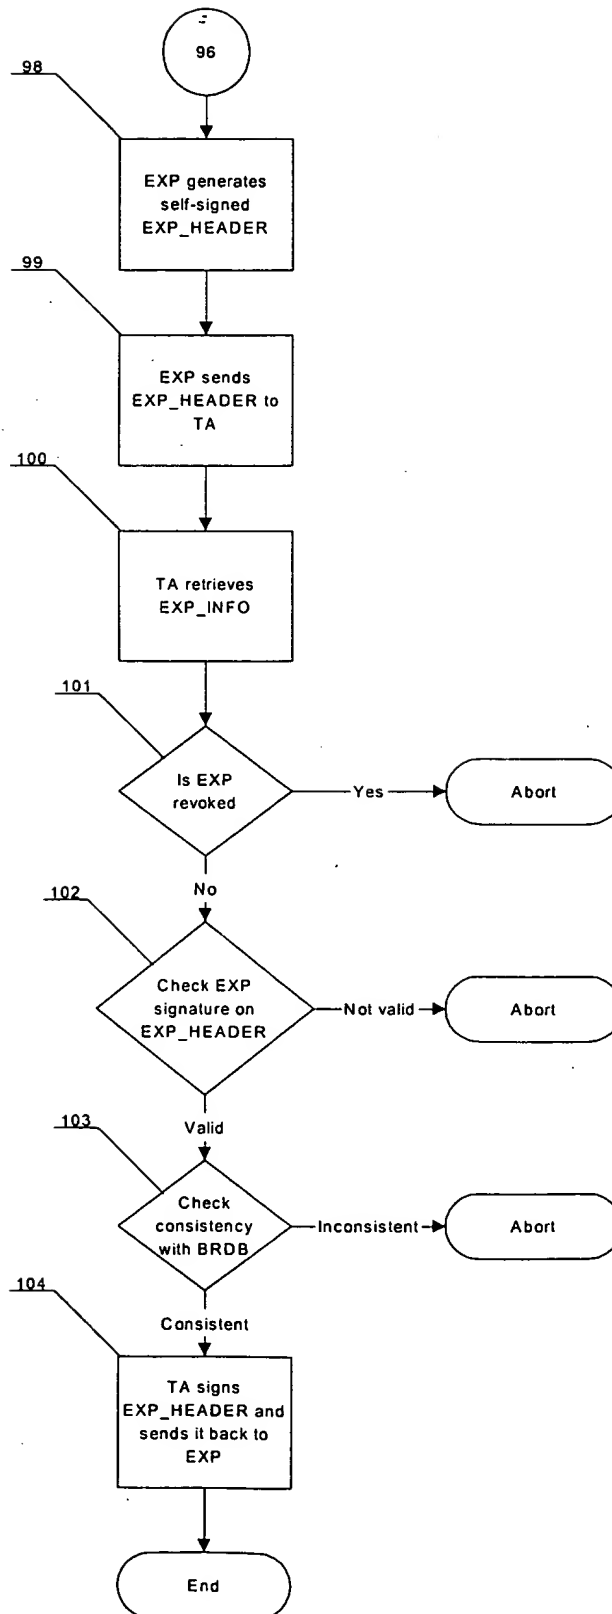 96
98
EXP generates
self-signed
EXP_HEADER
99
EXP sends
EXP_HEADER to
TA
100
TA retrieves
EXP_INFO
101
Is EXP
revoked
Yes
Abort
No
102
Check EXP
signature on
EXP_HEADER
Not valid
Abort
Valid
103
Check
consistency
with BRDB
Inconsistent
Abort
Consistent
104
TA signs
EXP_HEADER and
sends it back to
EXP
End